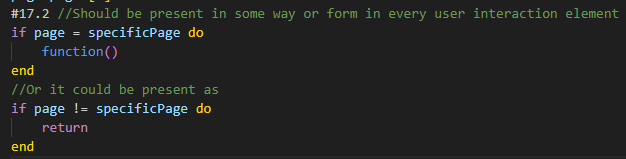 #17.2 //Should be present in some way or form in every user interaction element
if page = specificPage do
function()
end
//Or it could be present as
if page != specificPage do
return
end